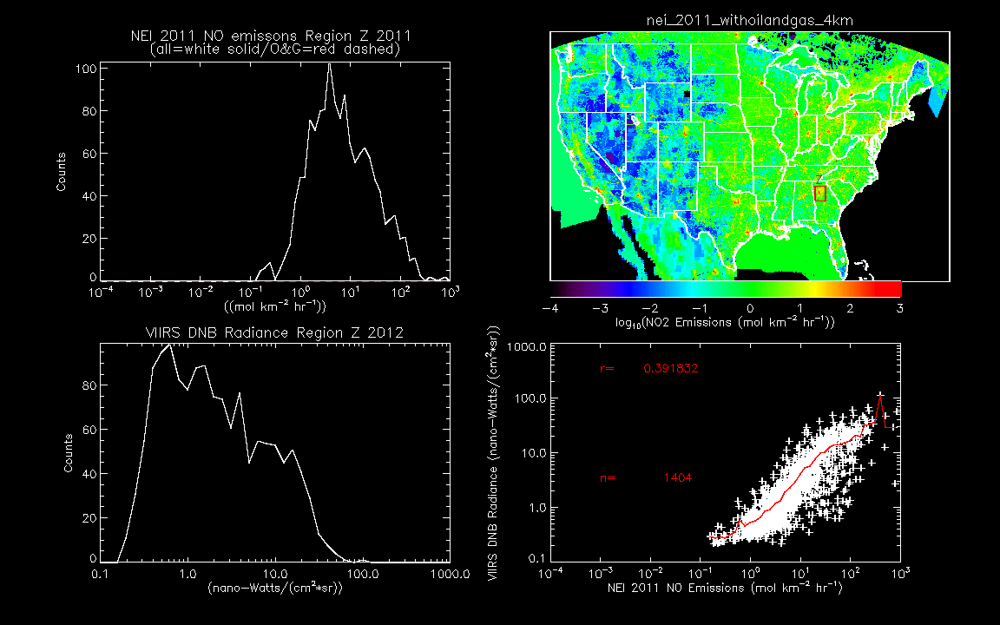 NEI 2011 NO emissons Region Z 2011
(all=white solid/O&G=red dashed)
100
80
60
40
20
0
Counts
10⁻⁴ 10⁻³ 10⁻² 10⁻¹ 10⁰ 10¹ 10² 10³
((mol km⁻² hr⁻¹))
nei_2011_withoilandgas_4km
Z
−4 −3 −2 −1 0 1 2 3
log₁₀(NO2 Emissions (mol km⁻² hr⁻¹))
VIIRS DNB Radiance Region Z 2012
80
60
40
20
0
Counts
0.1 1.0 10.0 100.0 1000.0
(nano−Watts/(cm²*sr))
VIIRS DNB Radiance (nano−Watts/(cm²*sr))
1000.0
100.0
10.0
1.0
0.1
r= 0.391832
n= 1404
10⁻⁴ 10⁻³ 10⁻² 10⁻¹ 10⁰ 10¹ 10² 10³
NEI 2011 NO Emissions (mol km⁻² hr⁻¹)